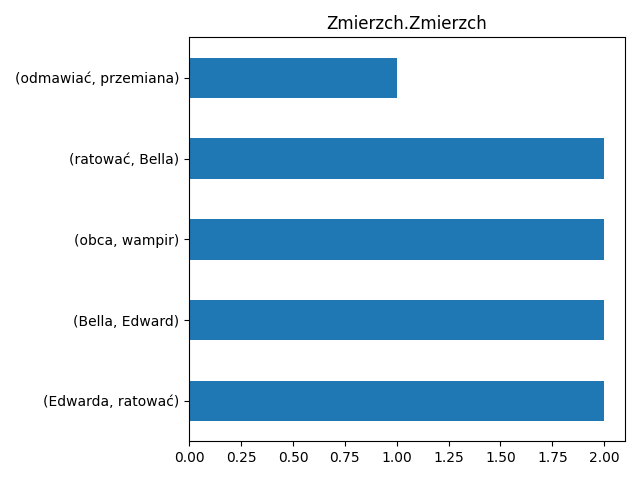 Zmierzch.Zmierzch
(odmawiać, przemiana)
(ratować, Bella)
(obca, wampir)
(Bella, Edward)
(Edwarda, ratować)
0.00 0.25 0.50 0.75 1.00 1.25 1.50 1.75 2.00